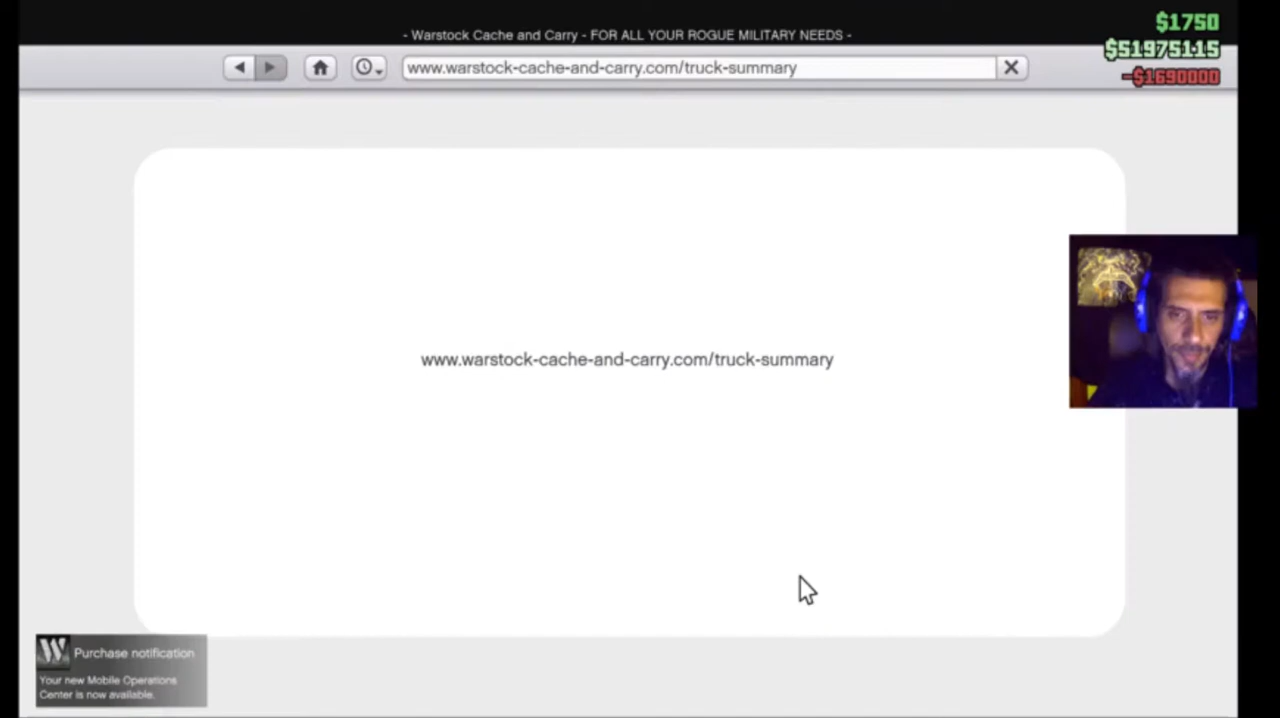 - Warstock Cache and Carry - FOR ALL YOUR ROGUE MILITARY NEEDS -
$1750
$51975115
-$1690000
www.warstock-cache-and-carry.com/truck-summary
www.warstock-cache-and-carry.com/truck-summary
W Purchase notification
Your new Mobile Operations
Center is now available.